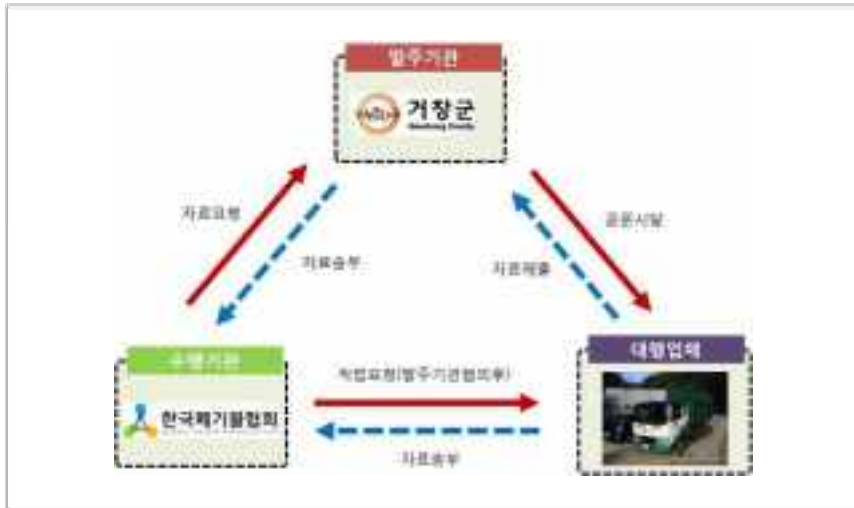 발주기관
거창군
자료요청
자료송부
공문시달
자료제출
수행기관
한국폐기물협회
직접요청(발주기관협의후)
자료송부
대행업체